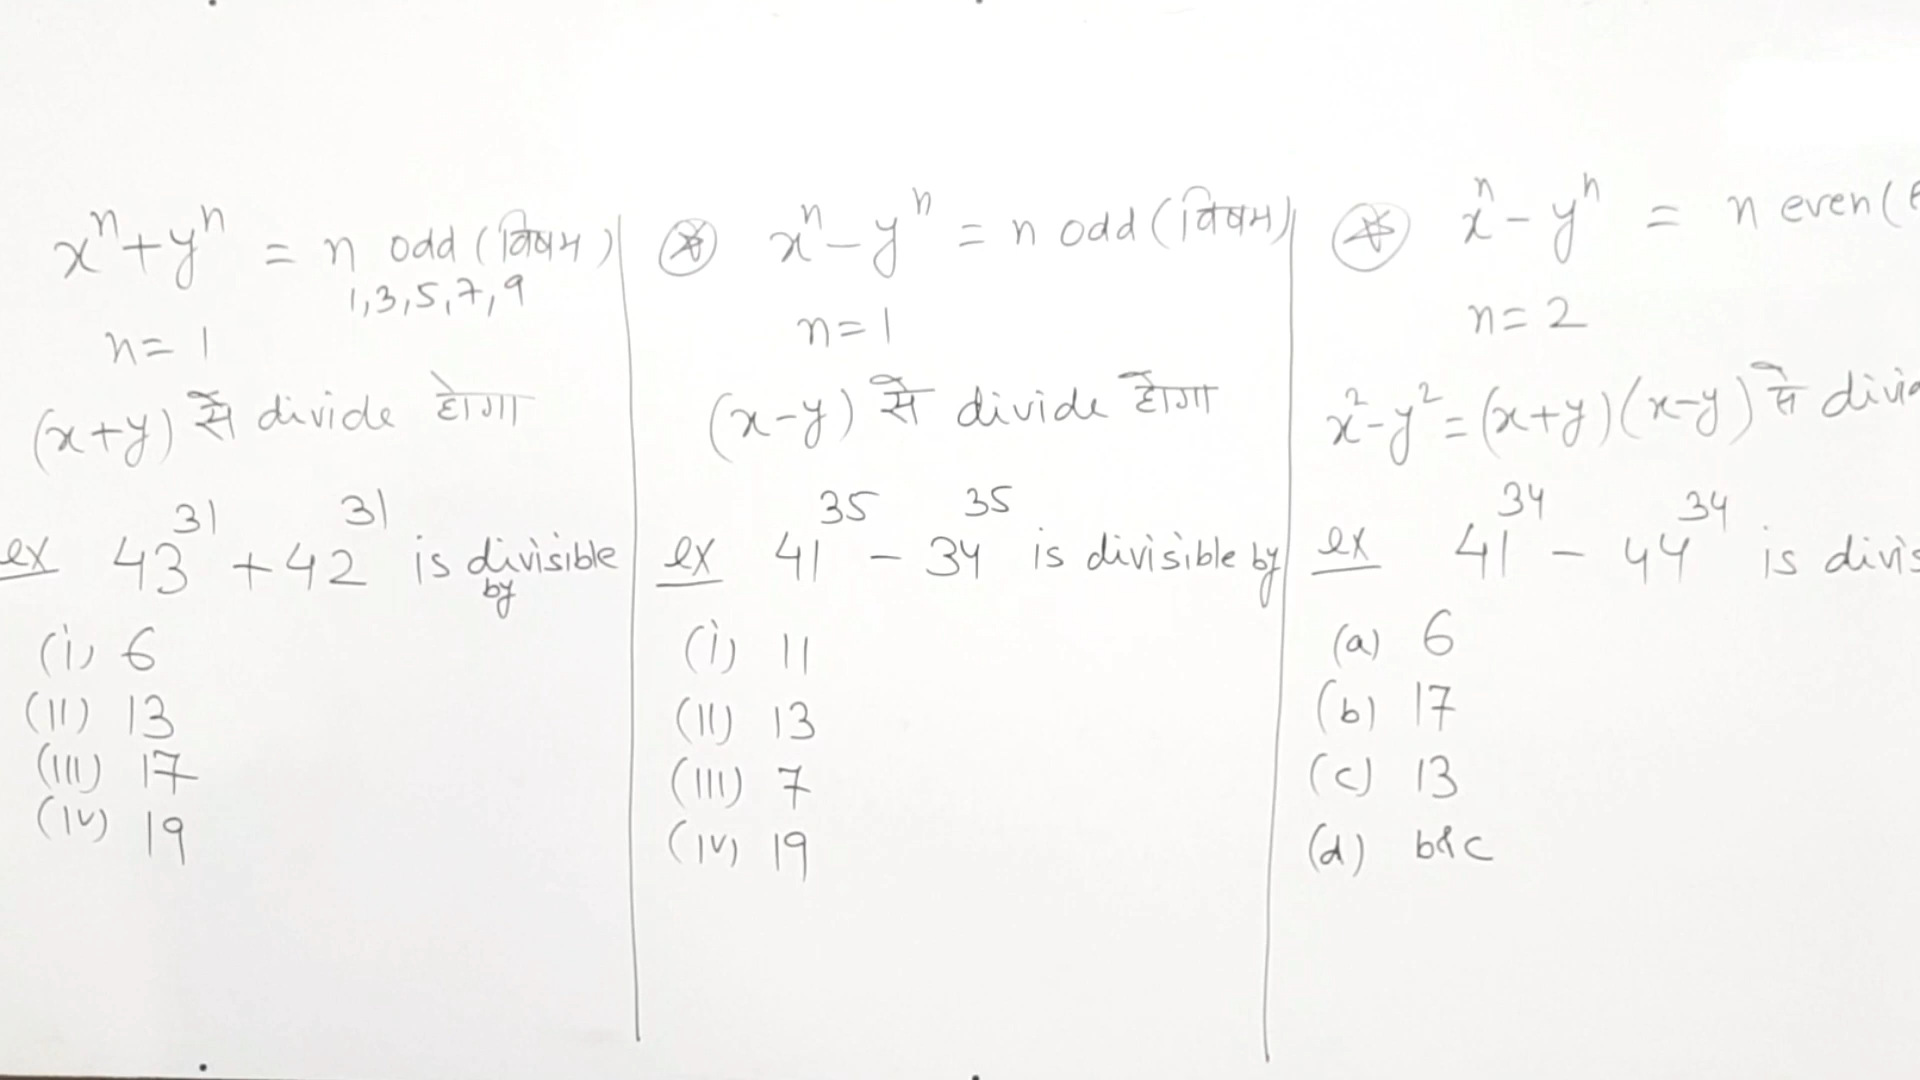 xⁿ+yⁿ = n odd (विषम)
1,3,5,7,9
n=1
(x+y) से divide होगा
ex 43³¹ + 42³¹ is divisible
by
(i) 6
(ii) 13
(iii) 17
(iv) 19
xⁿ-yⁿ = n odd (विषम)
n=1
(x-y) से divide होगा
ex 41³⁵ - 34³⁵ is divisible by
(i) 11
(ii) 13
(iii) 7
(iv) 19
xⁿ-yⁿ = n even (
n=2
x²-y²=(x+y)(x-y) से
ex 41³⁴ - 44³⁴ is
(a) 6
(b) 17
(c) 13
(d) b&c